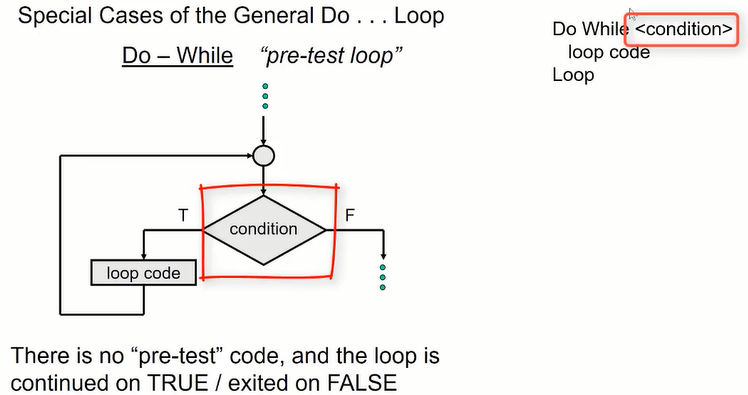 Special Cases of the General Do . . . Loop
Do – While “pre-test loop”
Do While <condition>
loop code
Loop
T
condition
F
loop code
There is no “pre-test” code, and the loop is
continued on TRUE / exited on FALSE